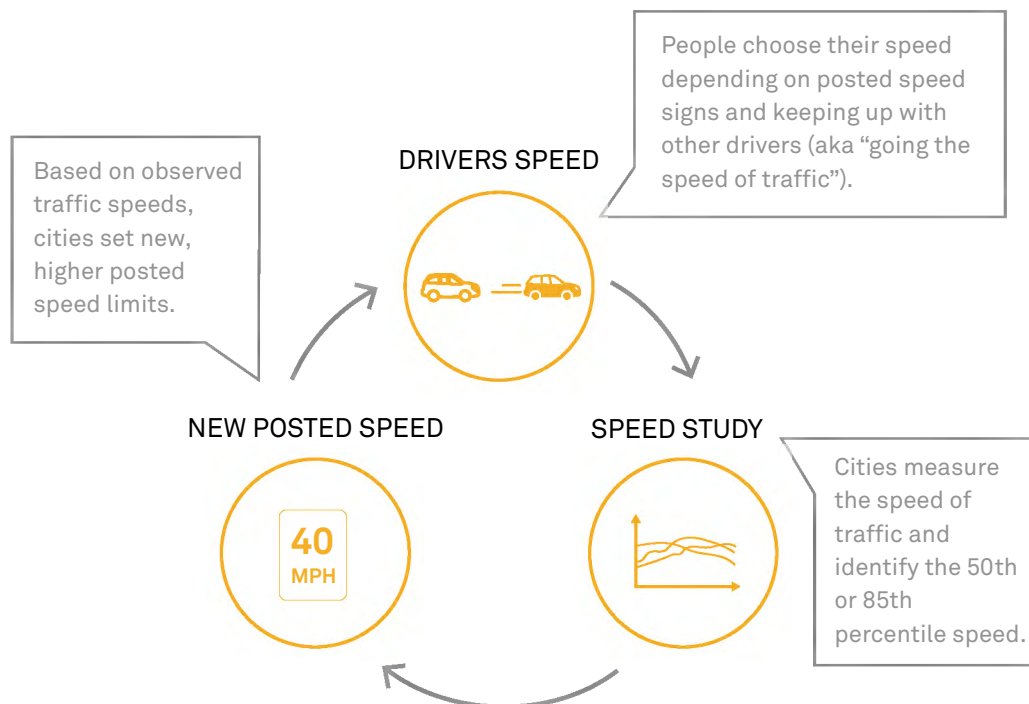 People choose their speed
depending on posted speed
signs and keeping up with
other drivers (aka “going the
speed of traffic”).
DRIVERS SPEED
Based on observed
traffic speeds,
cities set new,
higher posted
speed limits.
NEW POSTED SPEED
SPEED STUDY
40
MPH
Cities measure
the speed of
traffic and
identify the 50th
or 85th
percentile speed.